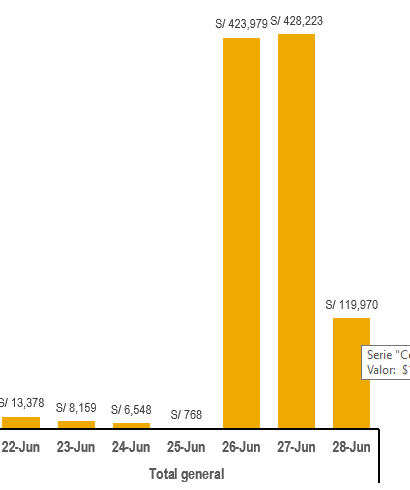 S/ 423,979 S/ 428,223
S/ 119,970
Serie "C
Valor: $
S/ 13,378 S/ 8,159 S/ 6,548 S/ 768
22-Jun 23-Jun 24-Jun 25-Jun 26-Jun 27-Jun 28-Jun
Total general